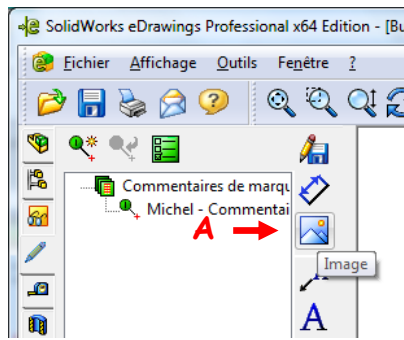 SolidWorks eDrawings Professional x64 Edition - [Bu
Fichier Affichage Outils Fenêtre ?
Commentaires de marqu
Michel - Commentai
A
Image
A